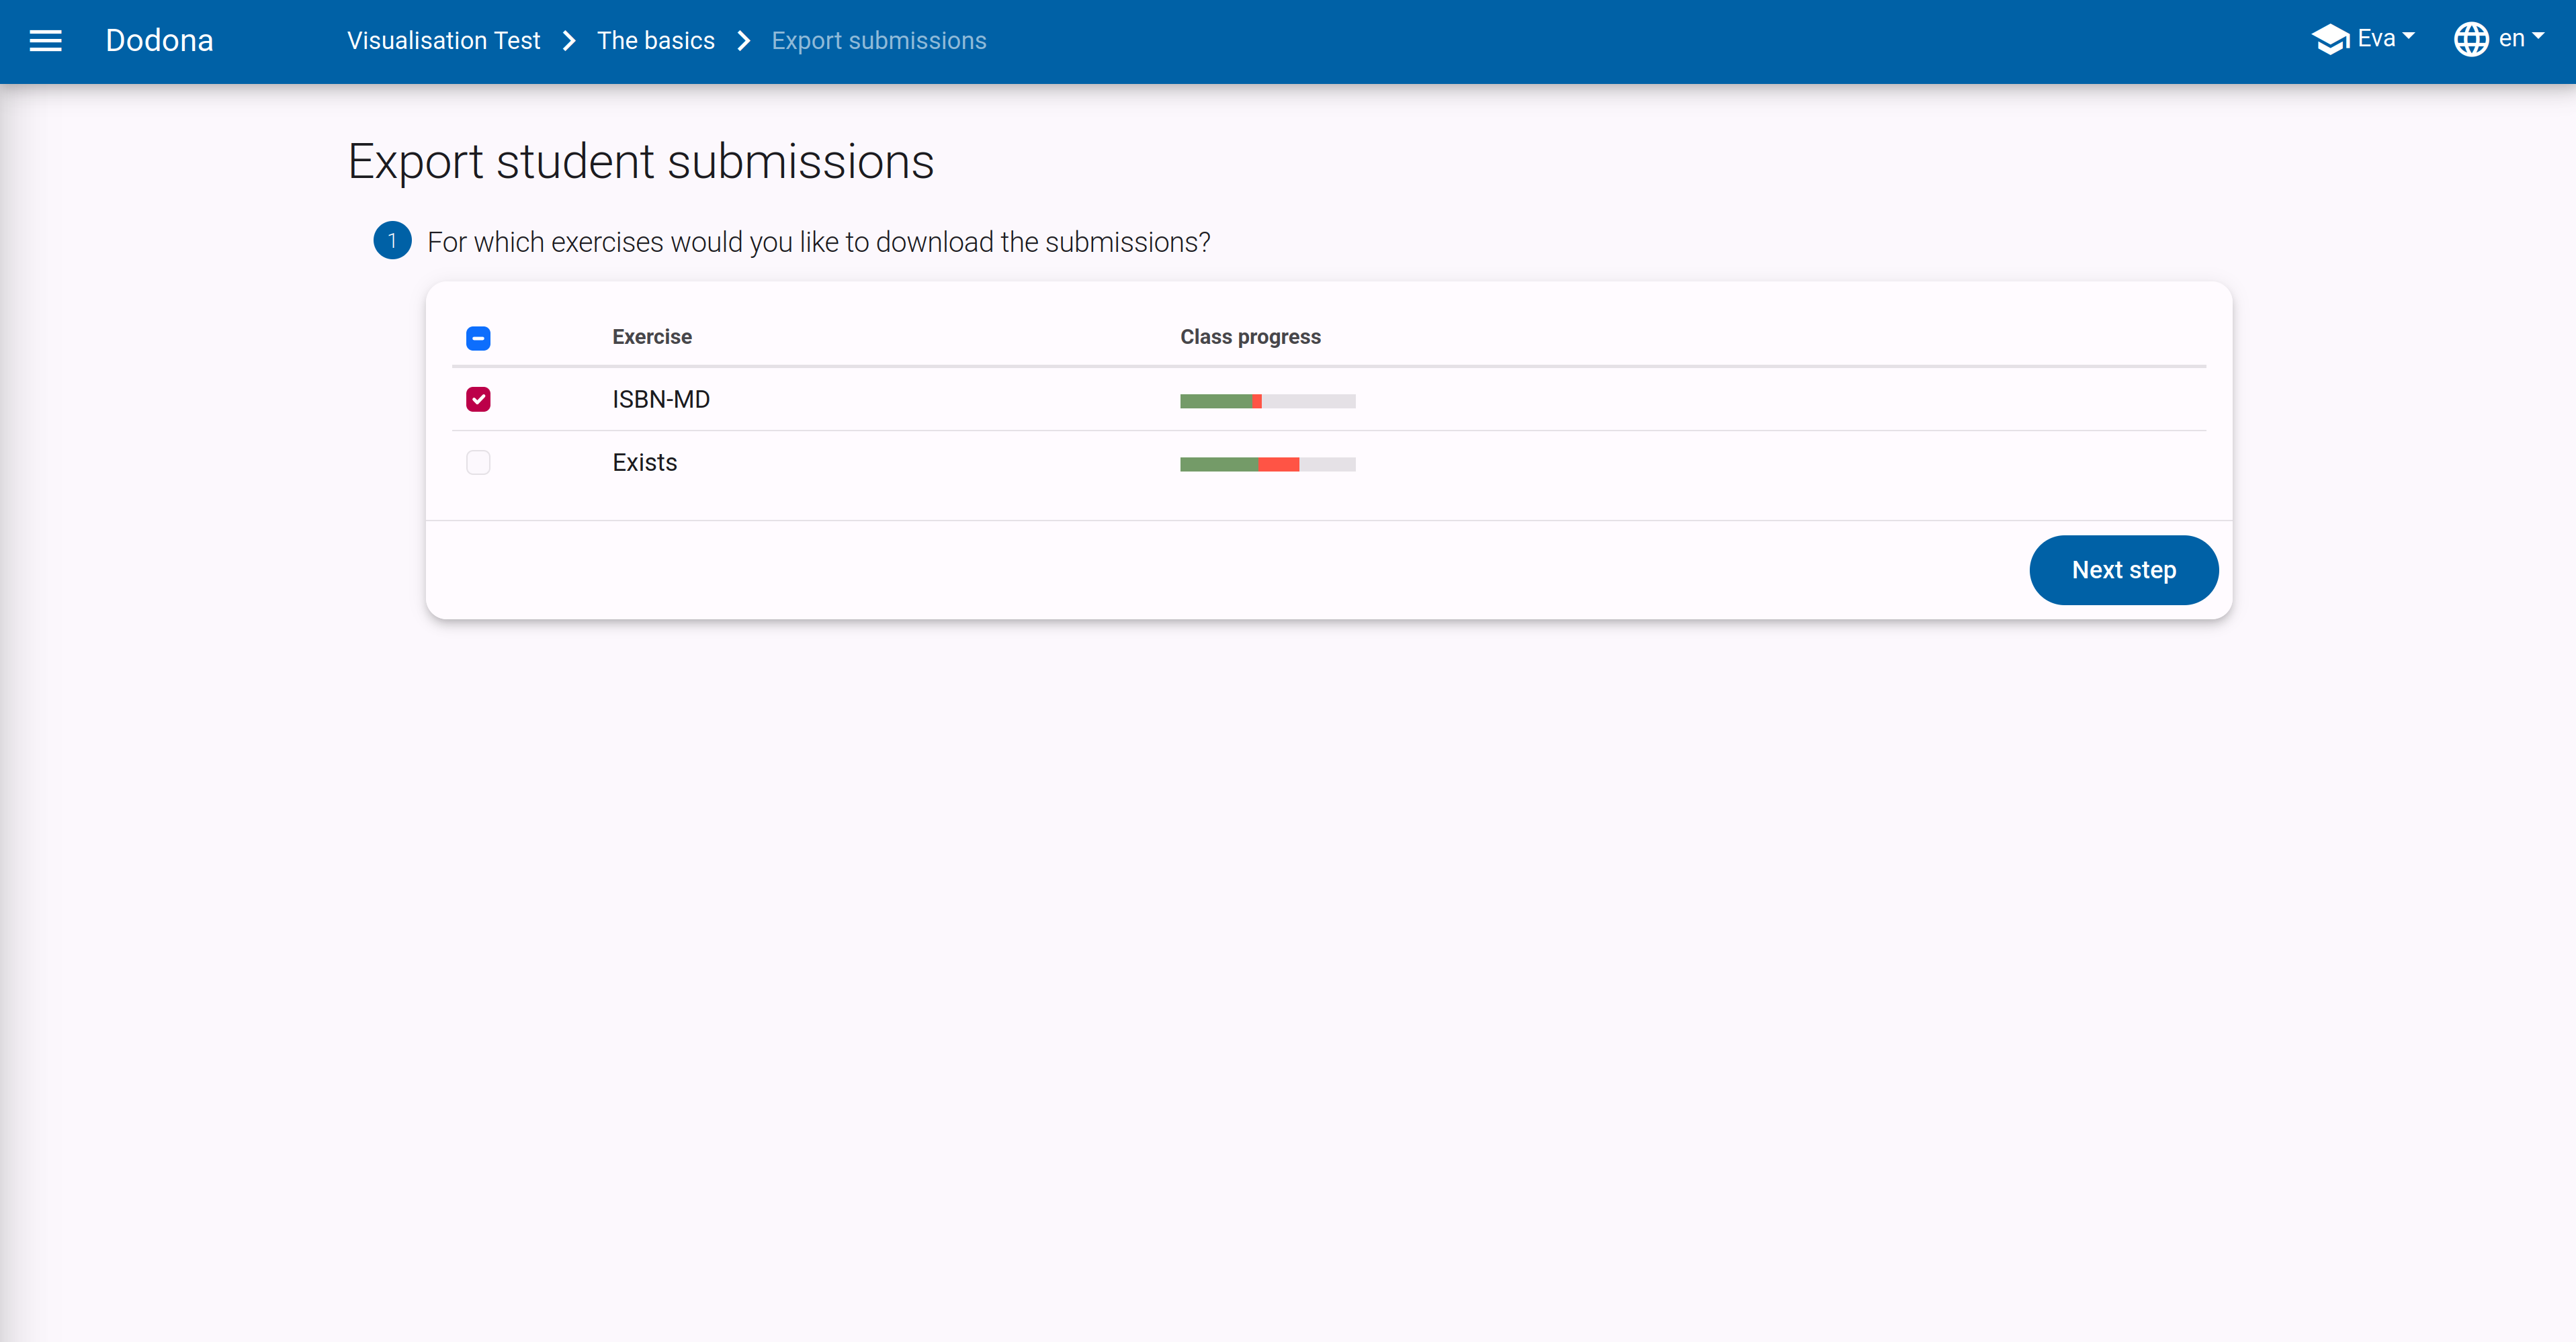 Dodona Visualisation Test The basics Export submissions Eva en
Export student submissions
1 For which exercises would you like to download the submissions?
Exercise Class progress
ISBN-MD
Exists
Next step